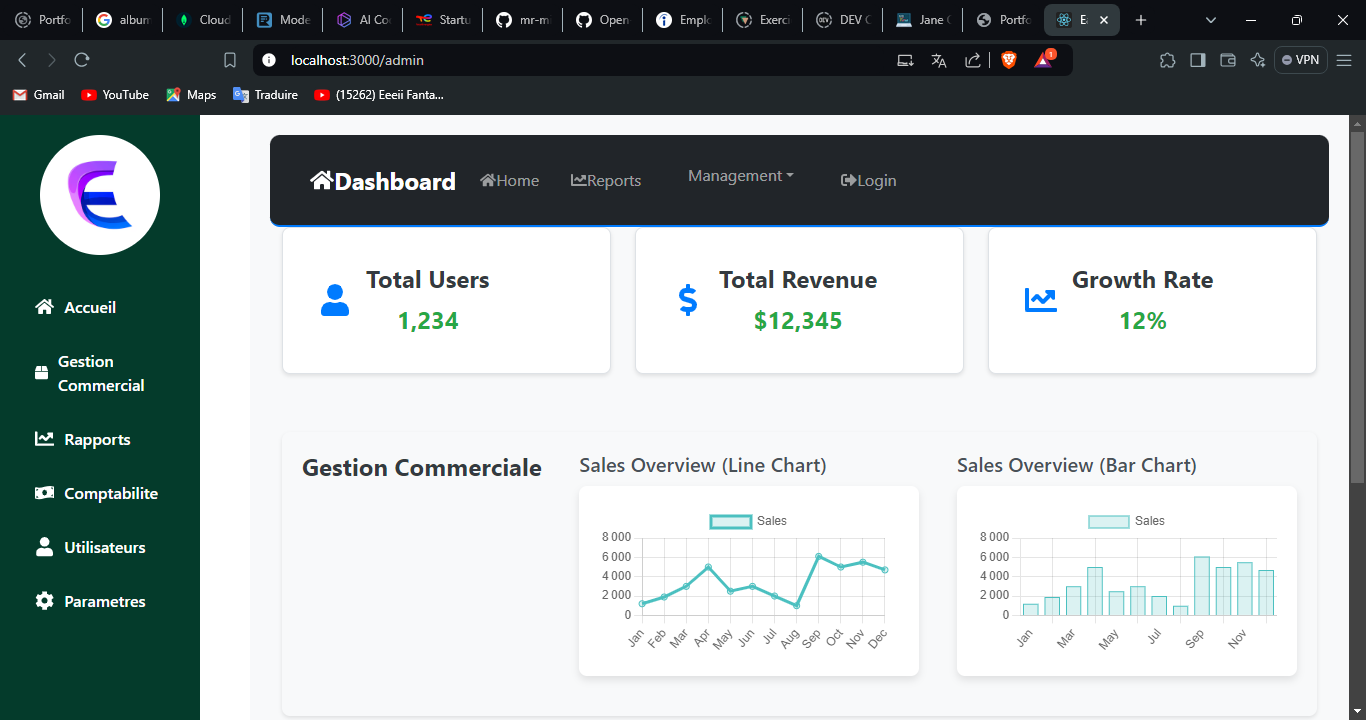 Portfo
album
Cloud
Mode
AI Co
Startu
mr-m
Open
Emplo
Exerci
DEV C
Jane
Portfo
localhost:3000/admin
1
VPN
Gmail
YouTube
Maps
Traduire
(15262) Eeeii Fanta...
Dashboard
Home
Reports
Management
Login
Accueil
Gestion
Commercial
Rapports
Comptabilite
Utilisateurs
Parametres
Total Users
1,234
Total Revenue
$12,345
Growth Rate
12%
Gestion Commerciale
Sales Overview (Line Chart)
Sales
8 000
6 000
4 000
2 000
0
Jan
Feb
Mar
Apr
May
Jun
Jul
Aug
Sep
Oct
Nov
Dec
Sales Overview (Bar Chart)
Sales
8 000
6 000
4 000
2 000
0
Jan
Mar
May
Jul
Sep
Nov